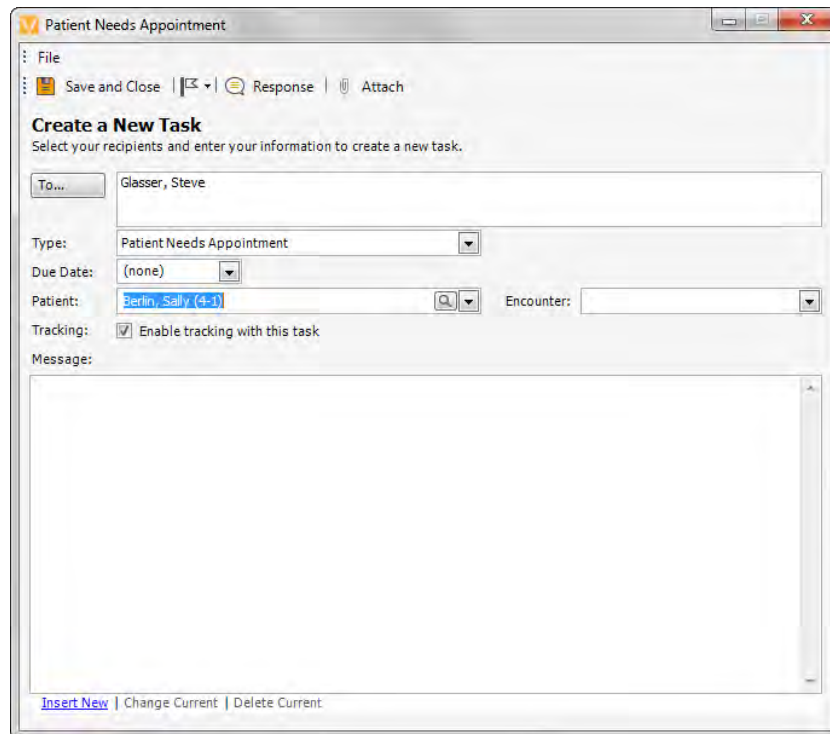 Patient Needs Appointment
File
Save and Close | Response | Attach
Create a New Task
Select your recipients and enter your information to create a new task.
To... Glasser, Steve
Type: Patient Needs Appointment
Due Date: (none)
Patient: Berlin, Sally (4-1) Encounter:
Tracking: Enable tracking with this task
Message:
Insert New | Change Current | Delete Current